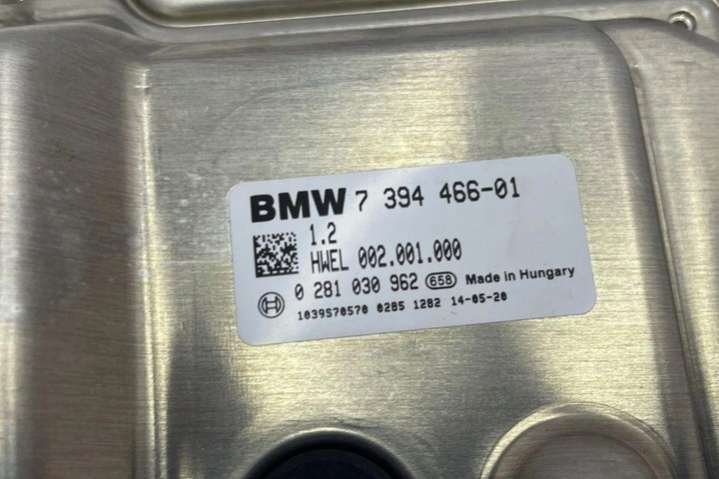 BMW 7 394 466-01
1.2
HWEL 002.001.000
0 281 030 962 658 Made in Hungary
1039S70570 0285 1282 14-05-20